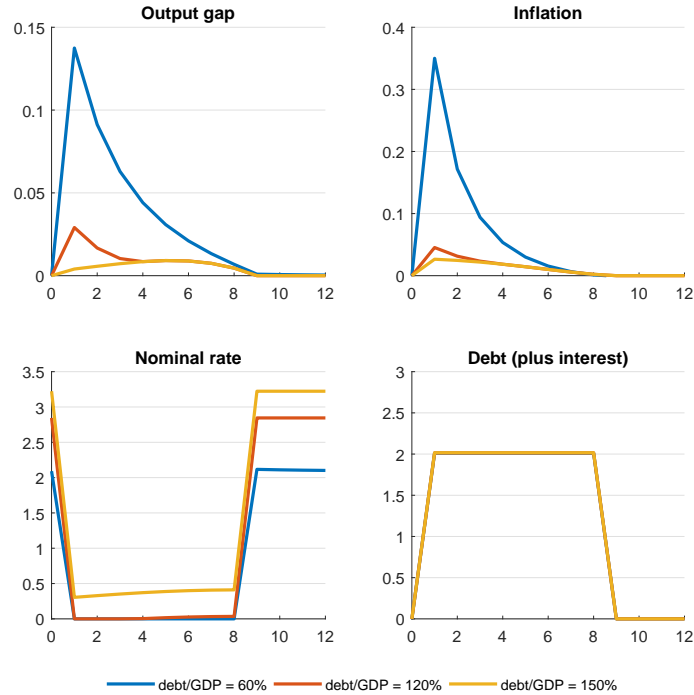 Output gap
0.15
0.1
0.05
0
0 2 4 6 8 10 12
Inflation
0.4
0.3
0.2
0.1
0
0 2 4 6 8 10 12
Nominal rate
3.5
3
2.5
2
1.5
1
0.5
0
0 2 4 6 8 10 12
Debt (plus interest)
3
2.5
2
1.5
1
0.5
0
0 2 4 6 8 10 12
debt/GDP = 60% debt/GDP = 120% debt/GDP = 150%